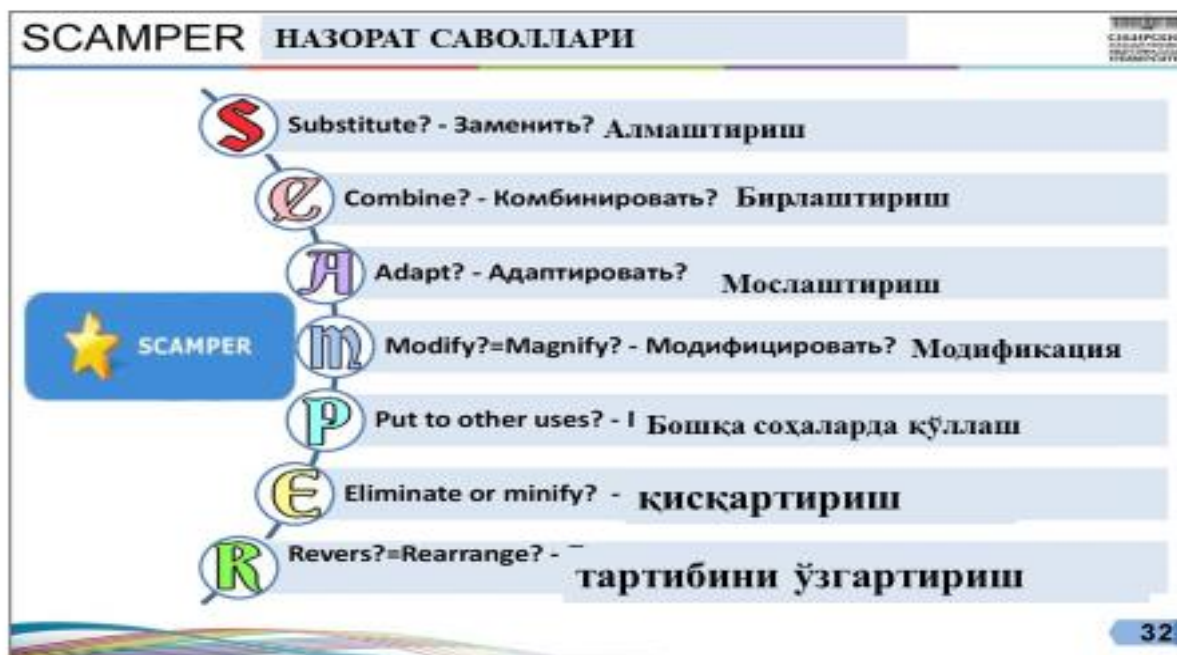 SCAMPER НАЗОРАТ САВОЛЛАРИ
S Substitute? - Заменить? Алмаштириш
C Combine? - Комбинировать? Бирлаштириш
A Adapt? - Адаптировать? Мослаштириш
SCAMPER
m Modify?=Magnify? - Модифицировать? Модификация
P Put to other uses? - Бошқа соҳаларда қўллаш
E Eliminate or minify? - қисқартириш
R Revers?=Rearrange? - тартибини ўзгартириш
32